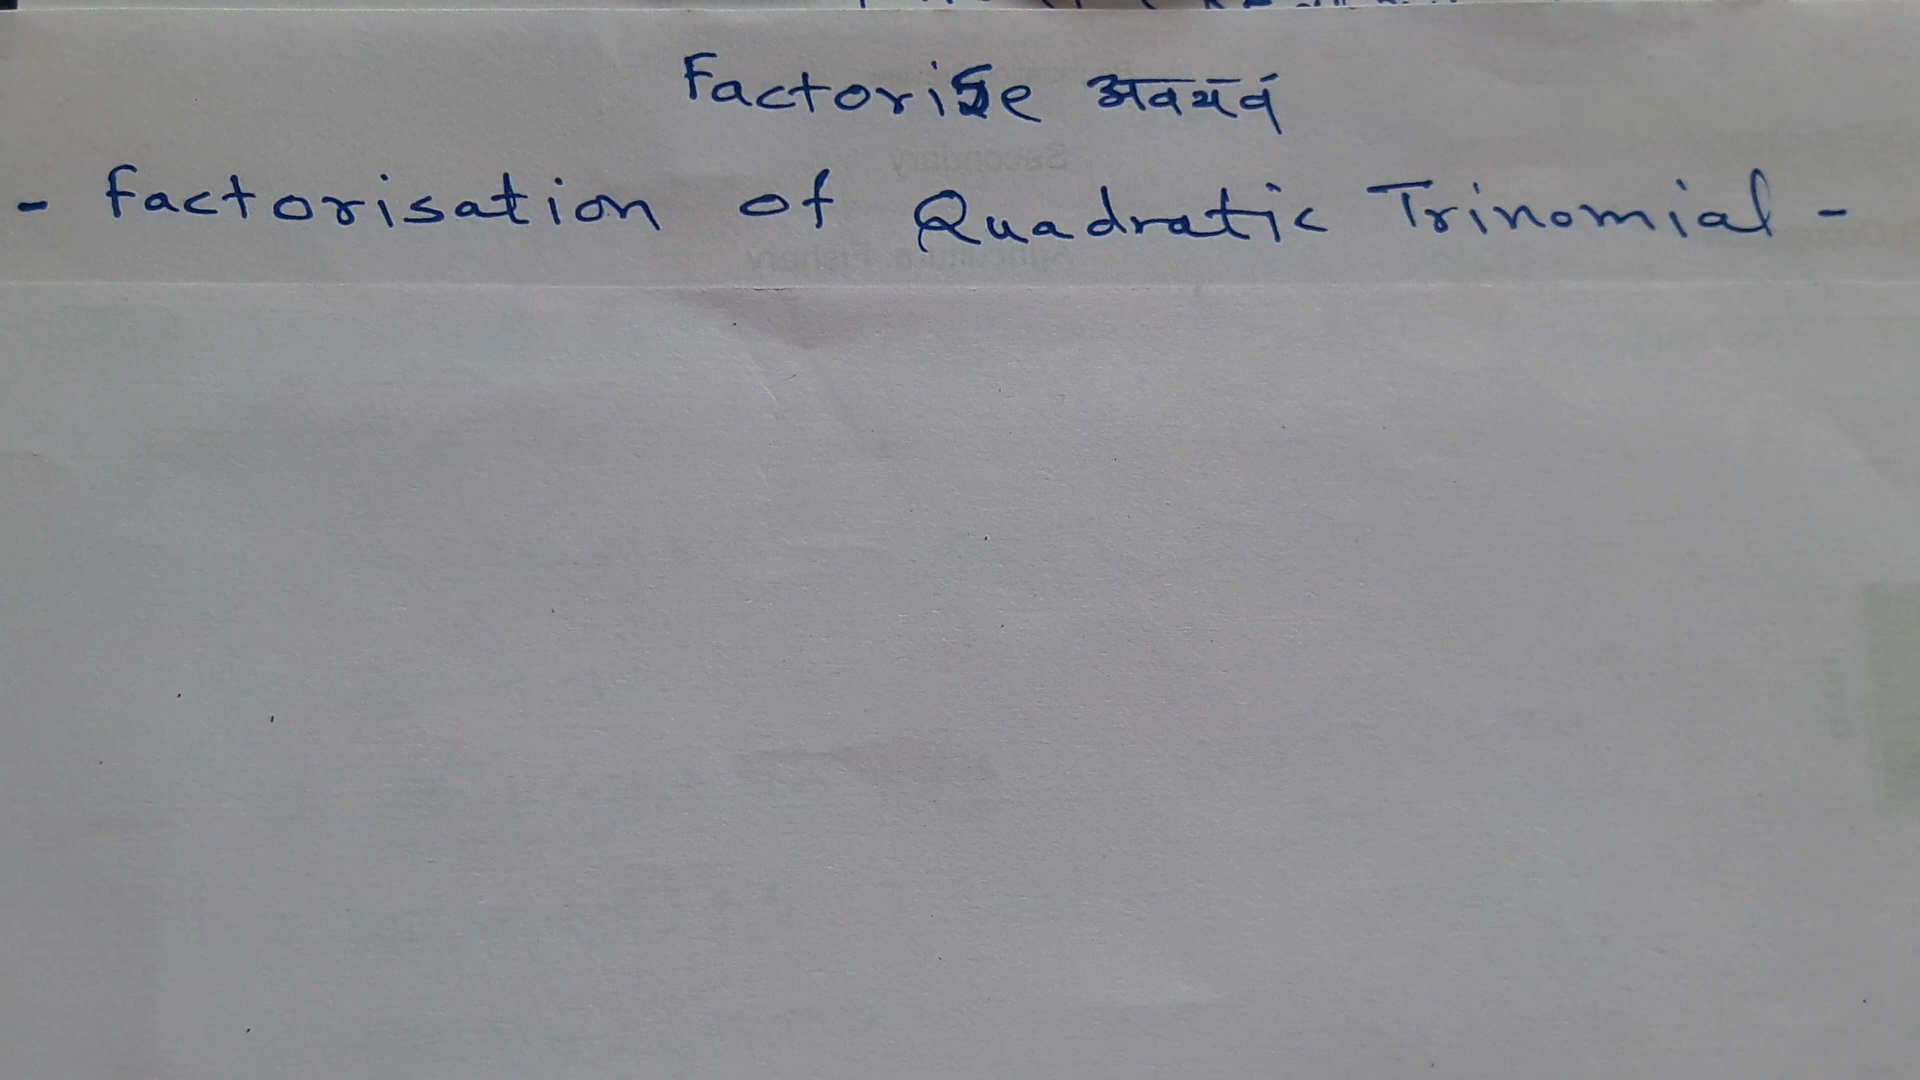 Factorise अवयव
- Factorisation of Quadratic Trinomial -